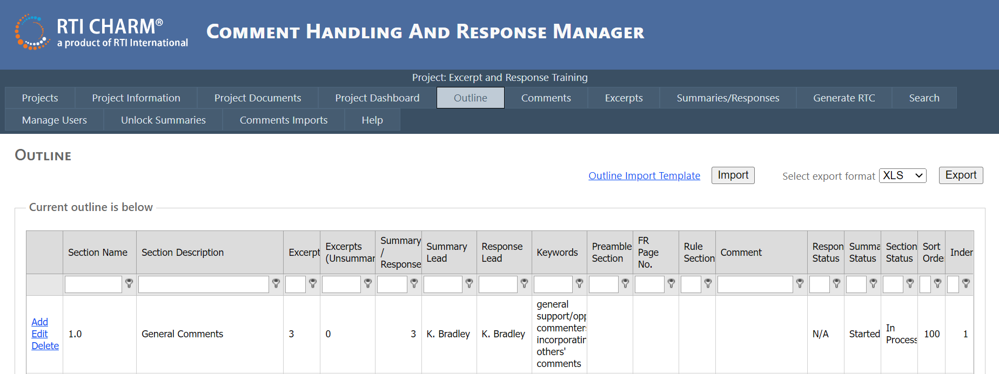 RTI CHARM®
a product of RTI International
COMMENT HANDLING AND RESPONSE MANAGER
Project: Excerpt and Response Training
Projects Project Information Project Documents Project Dashboard Outline Comments Excerpts Summaries/Responses Generate RTC Search
Manage Users Unlock Summaries Comments Imports Help
OUTLINE
Outline Import Template Import Select export format XLS Export
Current outline is below
Section Name
Section Description
Excerpt
Excerpts
(Unsummar
Summary
/
Response
Summary
Lead
Response
Lead
Keywords
Preamble
Section
FR
Page
No.
Rule
Section
Comment
Respon
Status
Summa
Status
Section
Status
Sort
Orde
Inder
Add
Edit
Delete
1.0
General Comments
3
0
3
K. Bradley
K. Bradley
general
support/opp
commenter
incorporatin
others'
comments
N/A
Started
In
Process
100
1